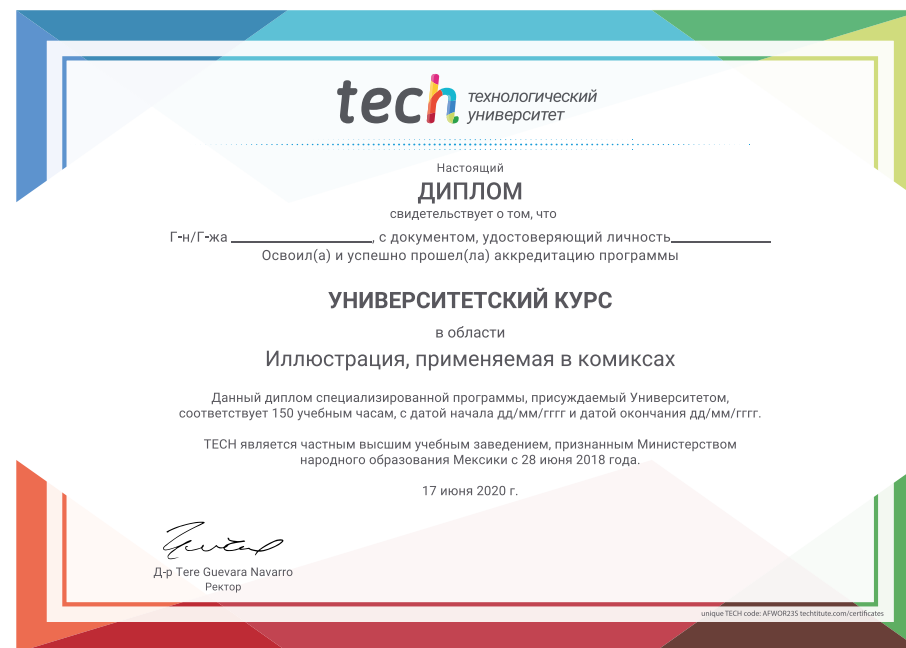 tech технологический
университет
Настоящий
ДИПЛОМ
свидетельствует о том, что
Г-н/Г-жа ____________________, с документом, удостоверяющий личность______________
Освоил(а) и успешно прошел(ла) аккредитацию программы
УНИВЕРСИТЕТСКИЙ КУРС
в области
Иллюстрация, применяемая в комиксах
Данный диплом специализированной программы, присуждаемый Университетом,
соответствует 150 учебным часам, с датой начала дд/мм/гггг и датой окончания дд/мм/гггг.
TECH является частным высшим учебным заведением, признанным Министерством
народного образования Мексики с 28 июня 2018 года.
17 июня 2020 г.
Д-р Tere Guevara Navarro
Ректор
unique TECH code: AFWOR23S techtitute.com/certificates